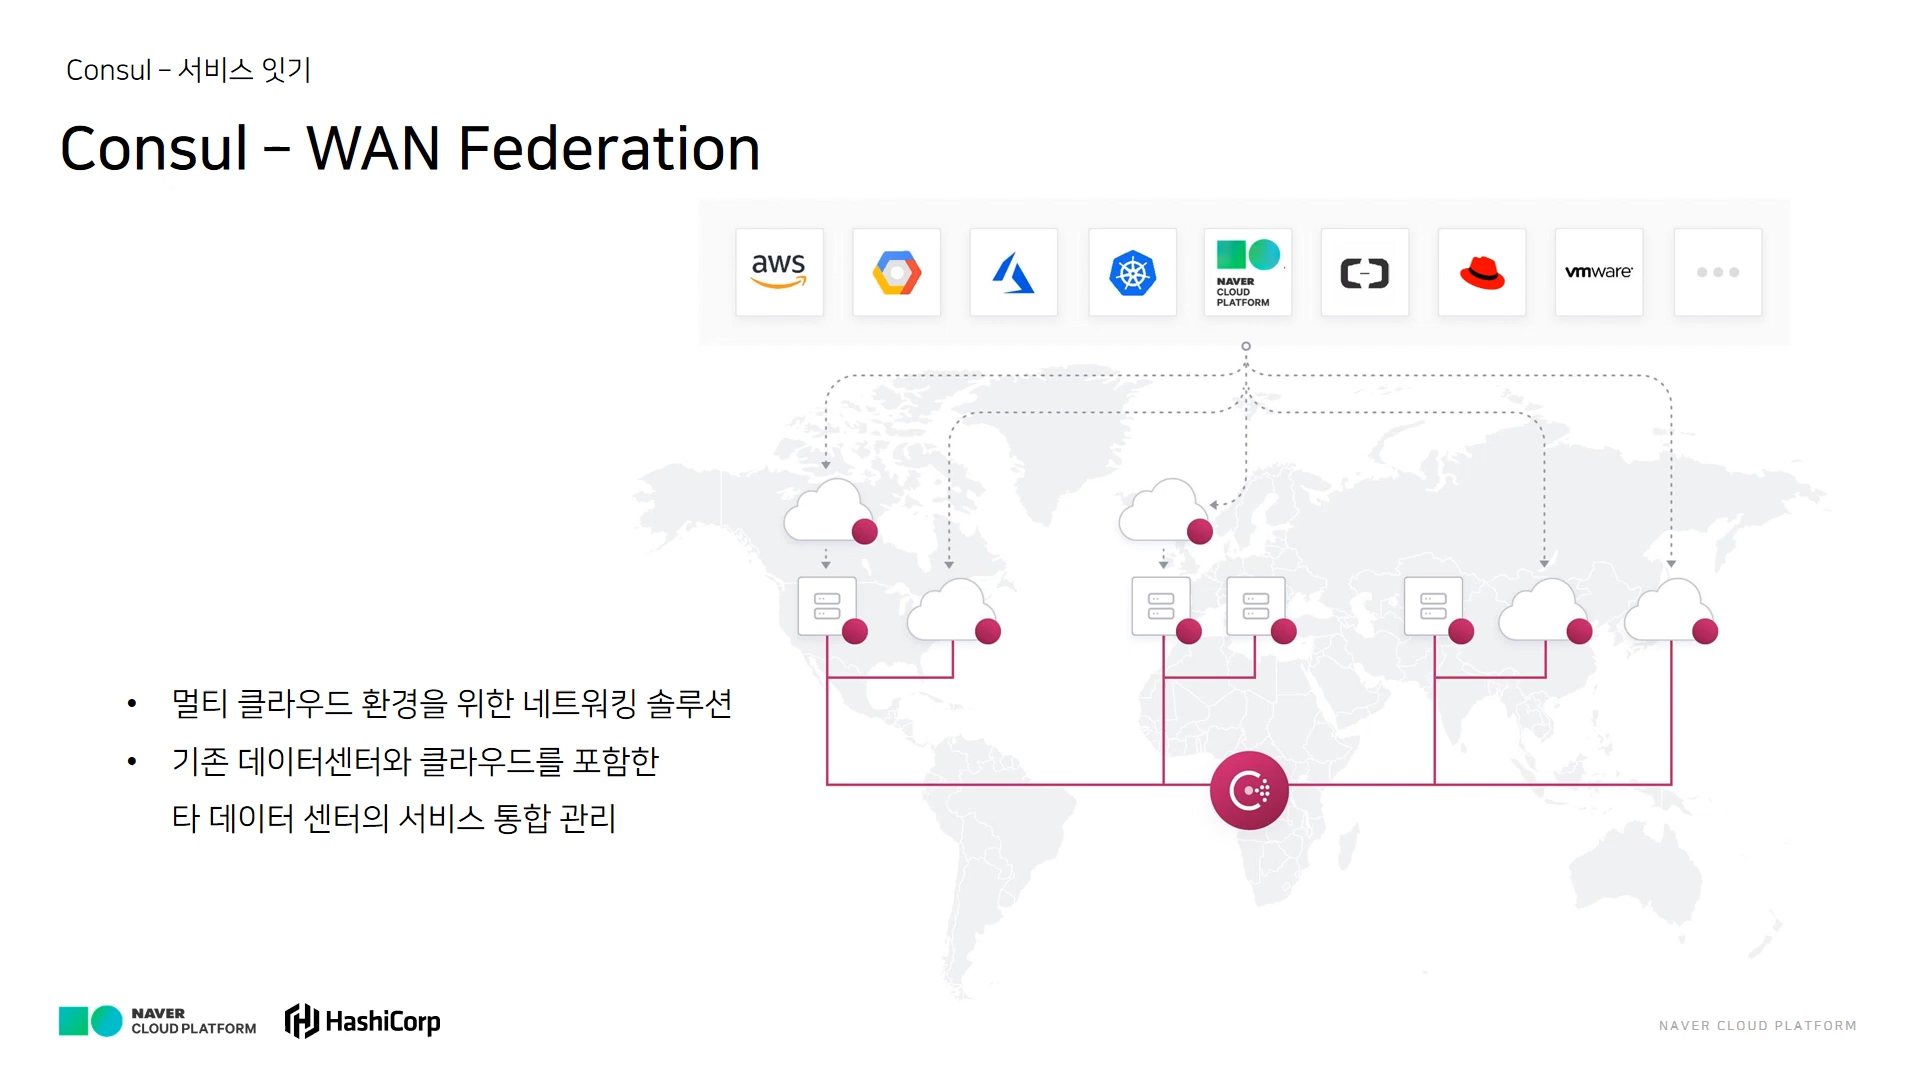 Consul – 서비스 잇기
Consul – WAN Federation
aws
NAVER
CLOUD
PLATFORM
vmware
• 멀티 클라우드 환경을 위한 네트워킹 솔루션
• 기존 데이터센터와 클라우드를 포함한
타 데이터 센터의 서비스 통합 관리
NAVER
CLOUD PLATFORM
HashiCorp
NAVER CLOUD PLATFORM